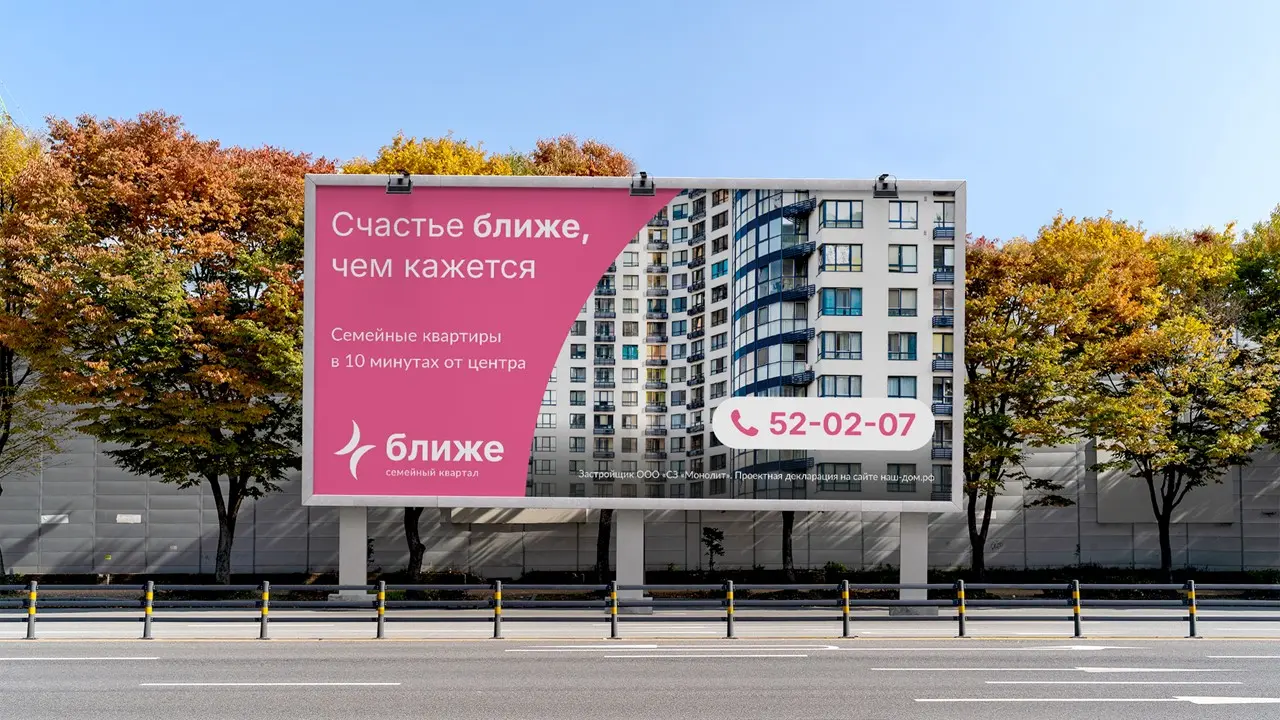 Счастье ближе,
чем кажется
Семейные квартиры
в 10 минутах от центра
ближе
семейный квартал
52-02-07
Застройщик ООО «СЗ «Монолит». Проектная декларация на сайте наш-дом.рф